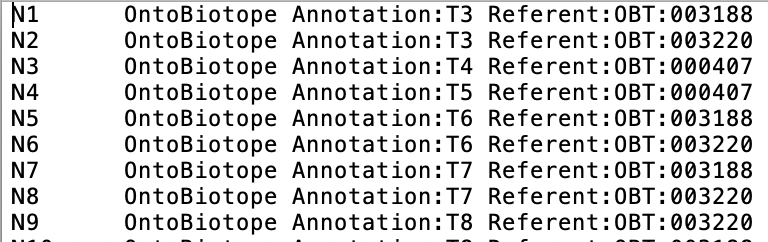 N1 OntoBiotope Annotation:T3 Referent:OBT:003188
N2 OntoBiotope Annotation:T3 Referent:OBT:003220
N3 OntoBiotope Annotation:T4 Referent:OBT:000407
N4 OntoBiotope Annotation:T5 Referent:OBT:000407
N5 OntoBiotope Annotation:T6 Referent:OBT:003188
N6 OntoBiotope Annotation:T6 Referent:OBT:003220
N7 OntoBiotope Annotation:T7 Referent:OBT:003188
N8 OntoBiotope Annotation:T7 Referent:OBT:003220
N9 OntoBiotope Annotation:T8 Referent:OBT:003220